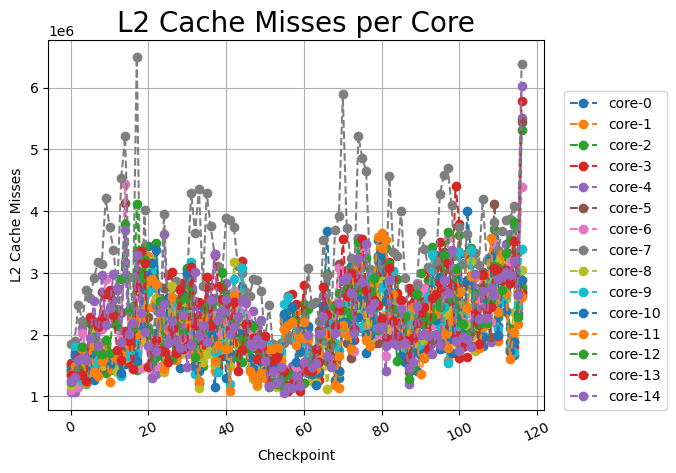 L2 Cache Misses per Core
1e6
6
5
4
3
2
1
L2 Cache Misses
0
20
40
60
80
100
120
Checkpoint
core-0
core-1
core-2
core-3
core-4
core-5
core-6
core-7
core-8
core-9
core-10
core-11
core-12
core-13
core-14